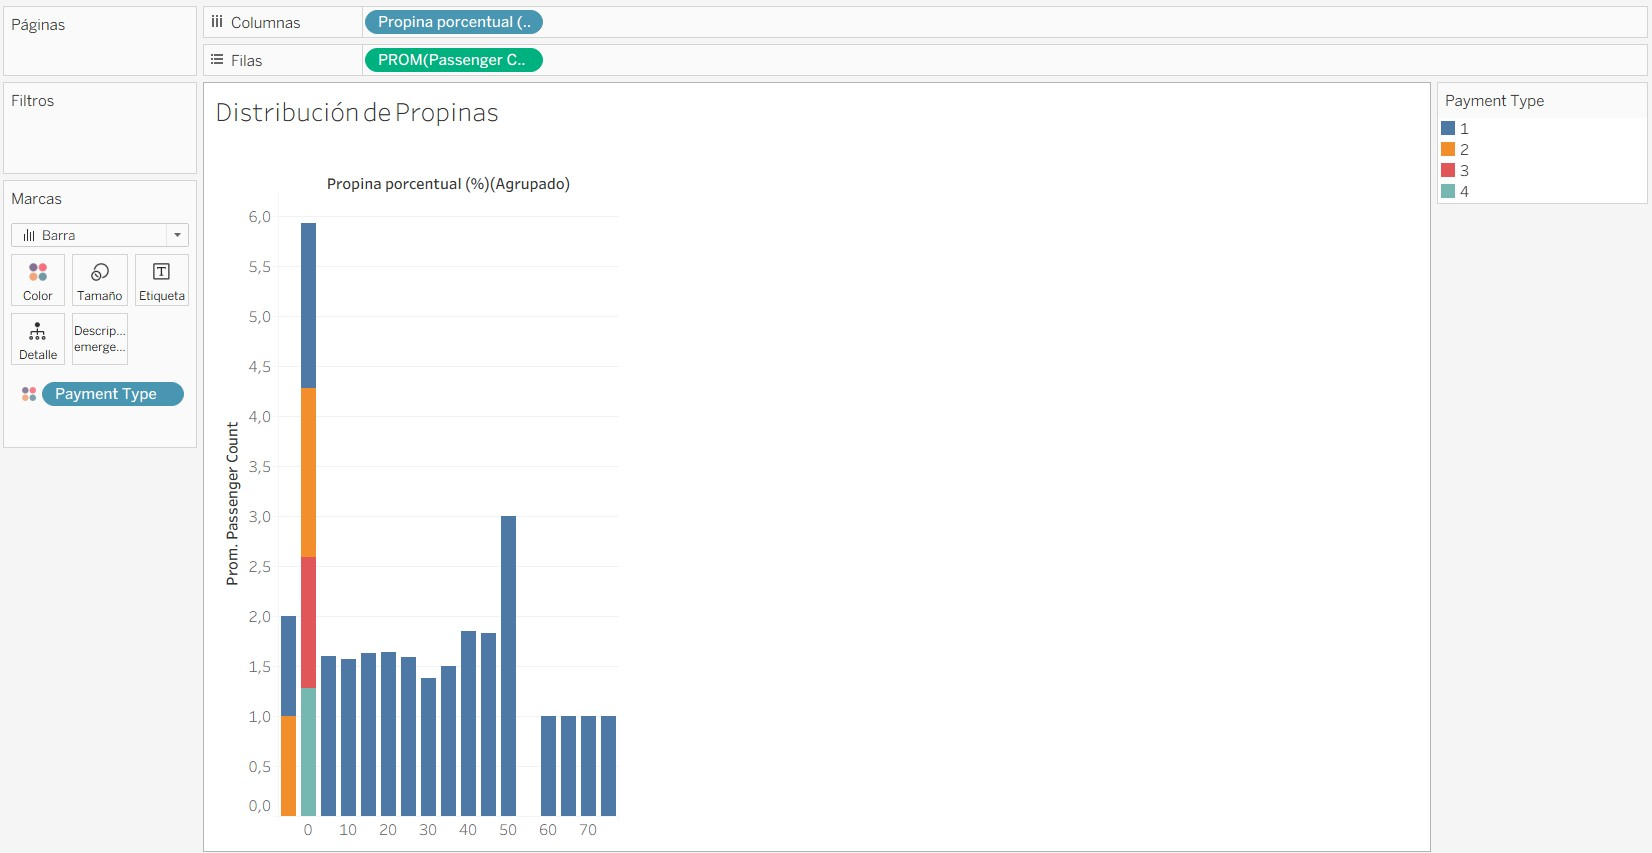 Páginas
Columnas
Propina porcentual (..
Filas
PROM(Passenger C..
Filtros
Marcas
Barra
Color
Tamaño
Etiqueta
Detalle
Descrip...
emerge...
Payment Type
Distribución de Propinas
Propina porcentual (%)(Agrupado)
Prom. Passenger Count
6,0
5,5
5,0
4,5
4,0
3,5
3,0
2,5
2,0
1,5
1,0
0,5
0,0
0 10 20 30 40 50 60 70
Payment Type
1
2
3
4